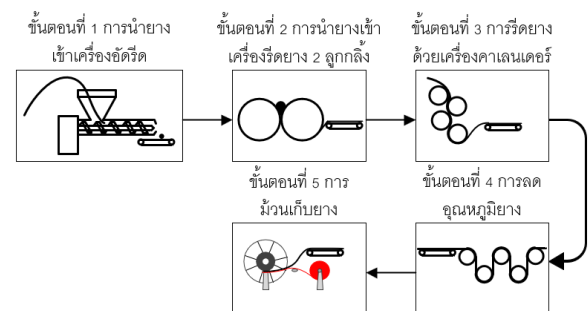 ขั้นตอนที่ 1 การนำยาง
เข้าเครื่องอัดรีด
ขั้นตอนที่ 2 การนำยางเข้า
เครื่องรีดยาง 2 ลูกกลิ้ง
ขั้นตอนที่ 3 การรีดยาง
ด้วยเครื่องคาเลนเดอร์
ขั้นตอนที่ 4 การลด
อุณหภูมิยาง
ขั้นตอนที่ 5 การ
ม้วนเก็บยาง